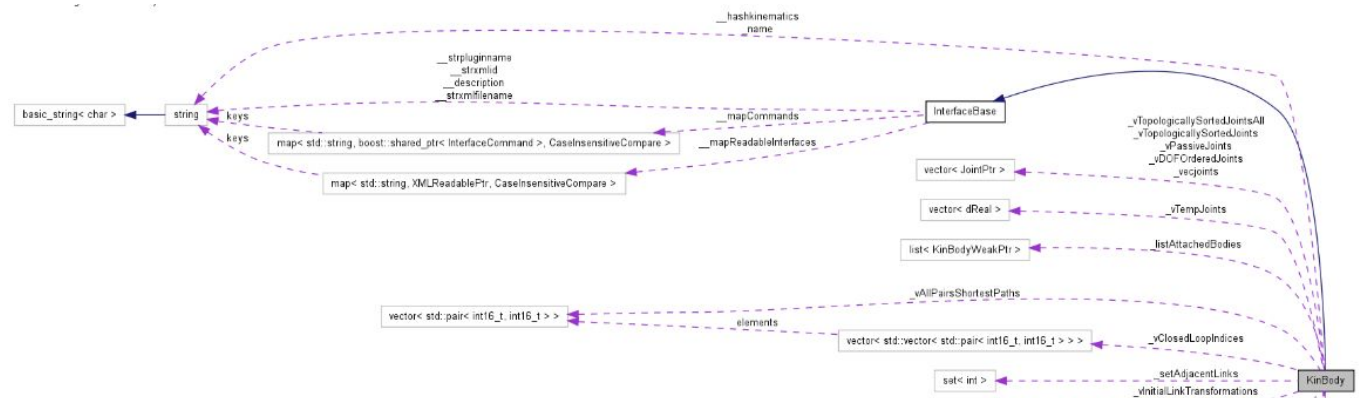 __hashkinematics
_name
__strpluginname
__strxmlid
__description
__strxmlfilename
basic_string< char >
string
keys
keys
InterfaceBase
__mapCommands
map< std::string, boost::shared_ptr< InterfaceCommand >, CaseInsensitiveCompare >
__mapReadableInterfaces
map< std::string, XMLReadablePtr, CaseInsensitiveCompare >
_vTopologicallySortedJointsAll
_vTopologicallySortedJoints
_vPassiveJoints
_vDOFOrderedJoints
_vecjoints
vector< JointPtr >
vector< dReal >
_vTempJoints
list< KinBodyWeakPtr >
_listAttachedBodies
_vAllPairsShortestPaths
vector< std::pair< int16_t, int16_t > >
elements
vector< std::vector< std::pair< int16_t, int16_t > > >
_vClosedLoopIndices
set< int >
_setAdjacentLinks
KinBody
_vInitialLinkTransformations